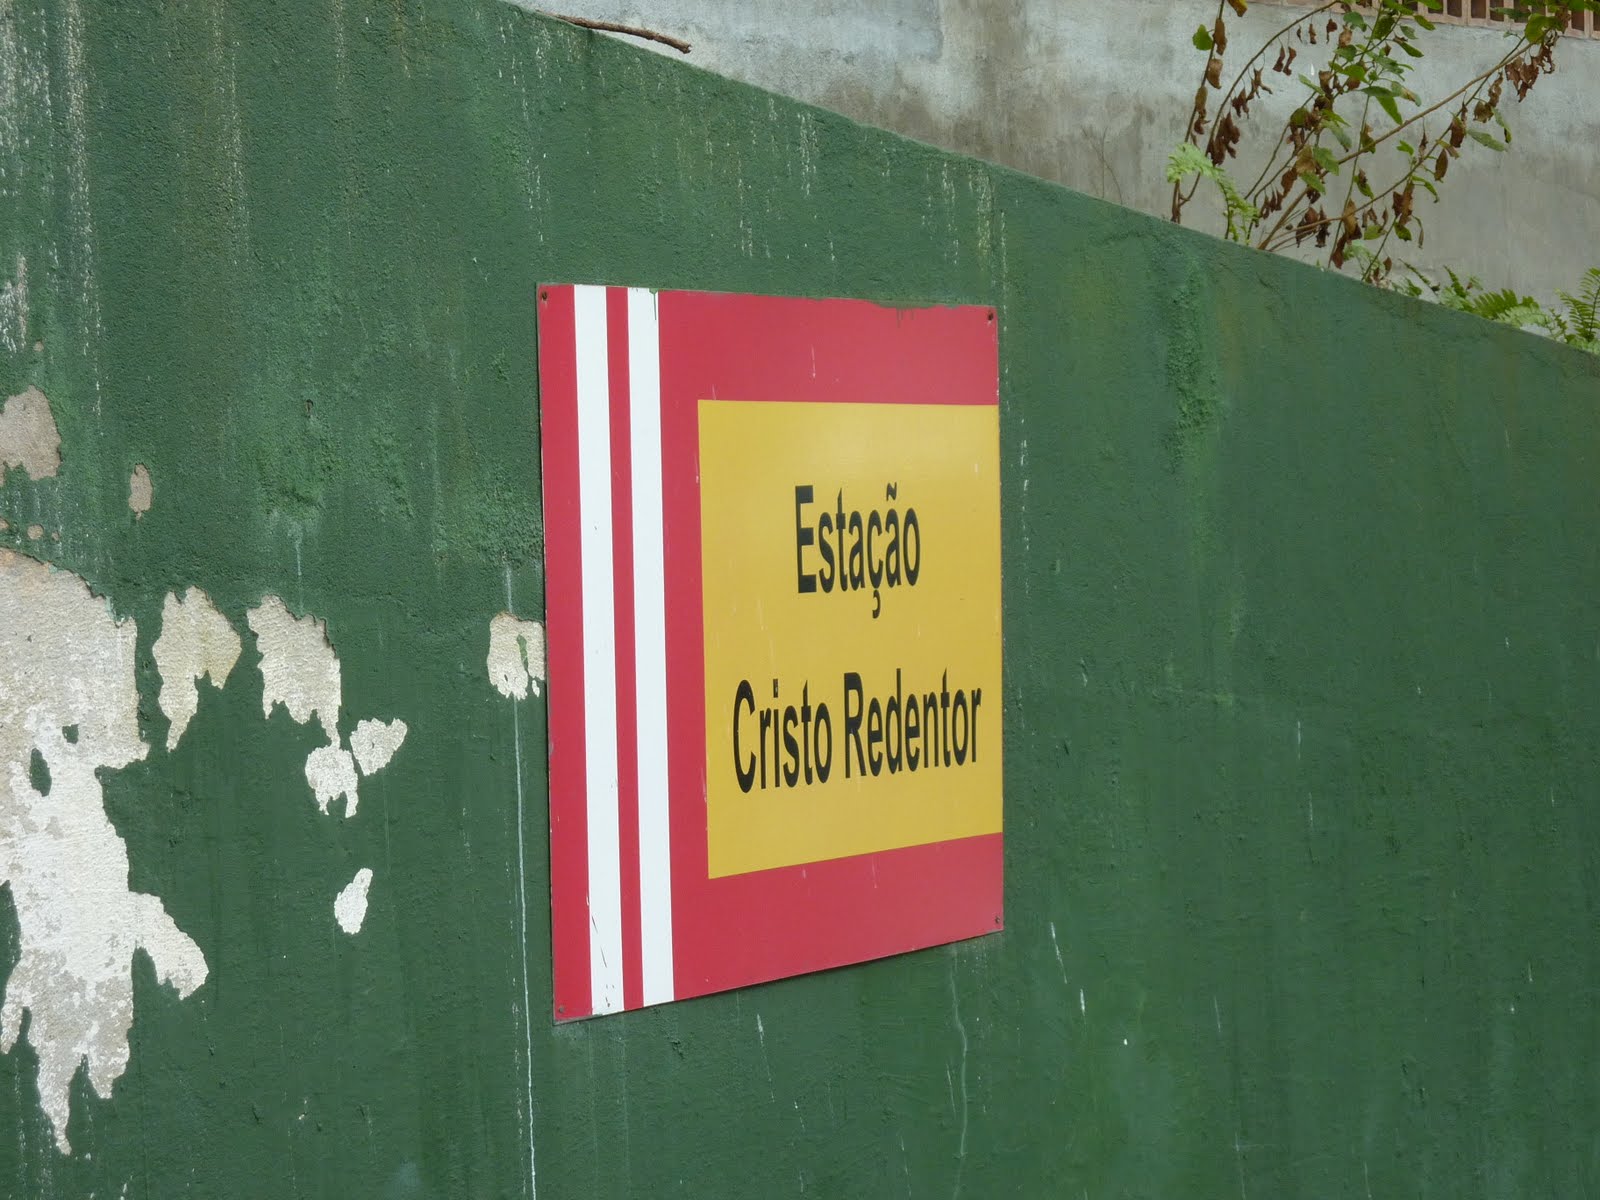 Estação
Cristo Redentor